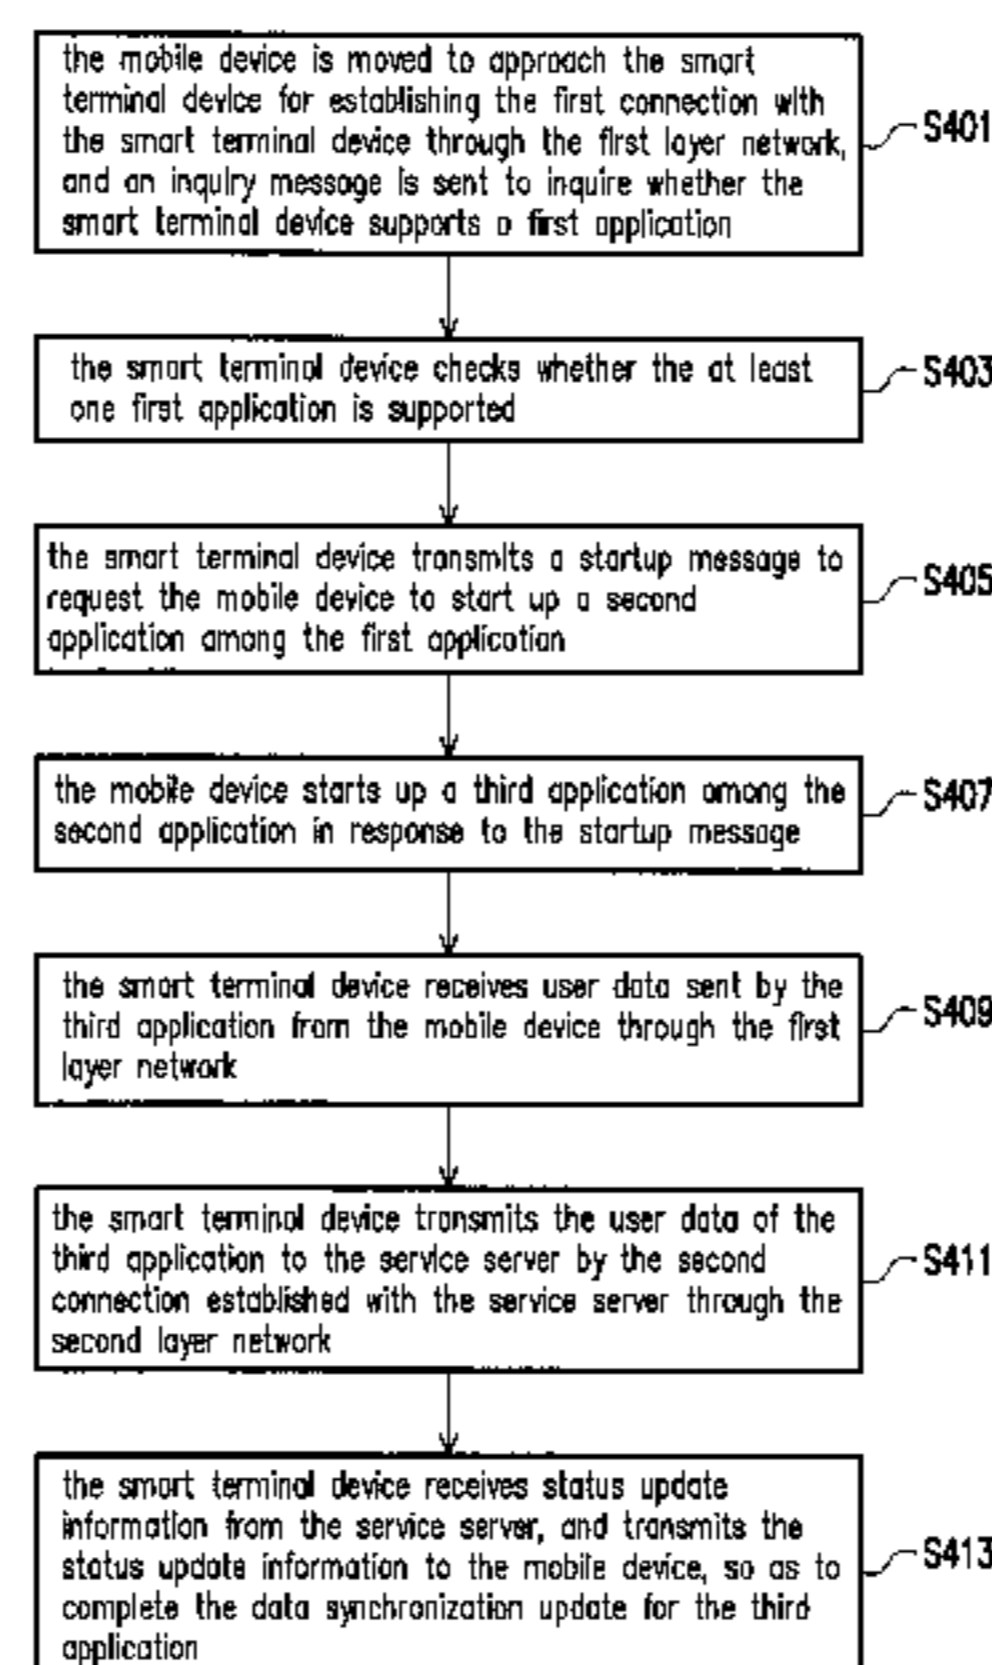 the mobile device is moved to approach the smart
terminal device for establishing the first connection with
the smart terminal device through the first layer network,
and an inquiry message is sent to inquire whether the
smart terminal device supports a first application
S401
the smart terminal device checks whether the at least
one first application is supported
S403
the smart terminal device transmits a startup message to
request the mobile device to start up a second
application among the first application
S405
the mobile device starts up a third application among the
second application in response to the startup message
S407
the smart terminal device receives user data sent by the
third application from the mobile device through the first
layer network
S409
the smart terminal device transmits the user data of the
third application to the service server by the second
connection established with the service server through the
second layer network
S411
the smart terminal device receives status update
information from the service server, and transmits the
status update information to the mobile device, so as to
complete the data synchronization update for the third
application
S413